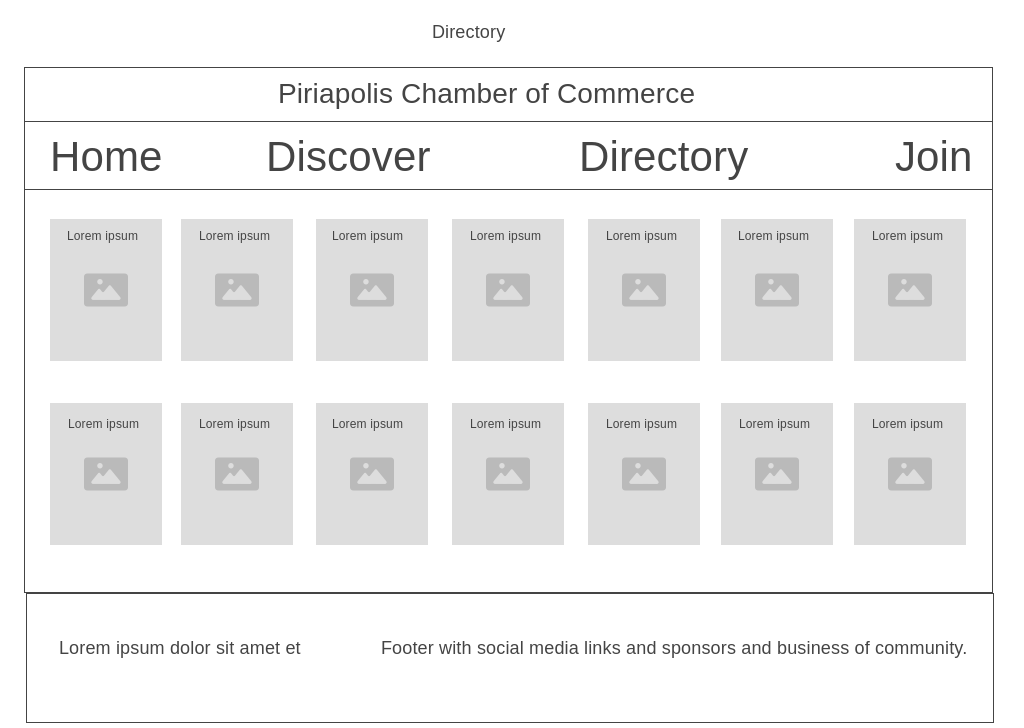 Directory
Piriapolis Chamber of Commerce
Home Discover Directory Join
Lorem ipsum Lorem ipsum Lorem ipsum Lorem ipsum Lorem ipsum Lorem ipsum Lorem ipsum
Lorem ipsum Lorem ipsum Lorem ipsum Lorem ipsum Lorem ipsum Lorem ipsum Lorem ipsum
Lorem ipsum dolor sit amet et Footer with social media links and sponsors and business of community.